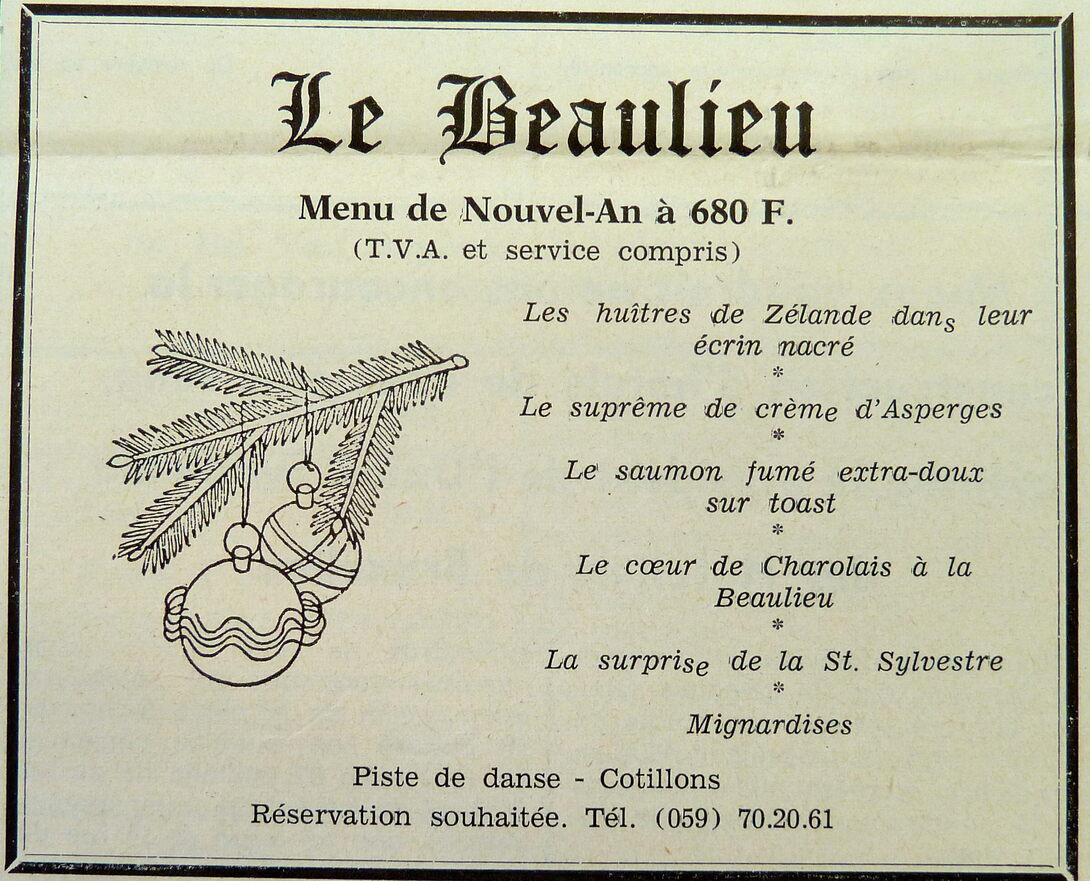 Le Beaulieu
Menu de Nouvel-An à 680 F.
(T.V.A. et service compris)
Les huîtres de Zélande dans leur
écrin nacré
*
Le suprême de crème d'Asperges
*
Le saumon fumé extra-doux
sur toast
*
Le cœur de Charolais à la
Beaulieu
*
La surprise de la St. Sylvestre
*
Mignardises
Piste de danse - Cotillons
Réservation souhaitée. Tél. (059) 70.20.61